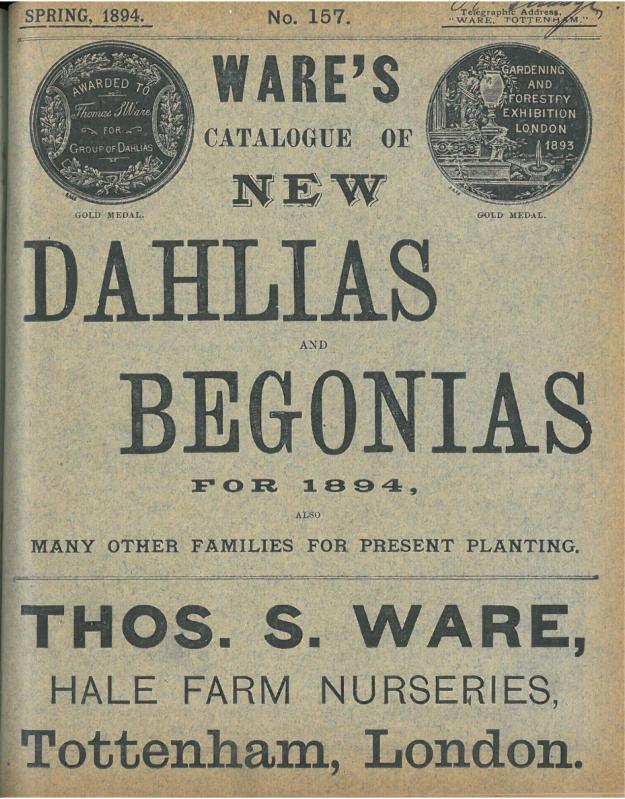 SPRING, 1894.
No. 157.
Telegraphic Address,
"WARE, TOTTENHAM."
AWARDED TO
Thomas S Ware
FOR
GROUP OF DAHLIAS
GOLD MEDAL.
WARE'S
CATALOGUE OF
NEW
GARDENING
AND
FORESTRY
EXHIBITION
LONDON
1893
GOLD MEDAL.
DAHLIAS
AND
BEGONIAS
FOR 1894,
ALSO
MANY OTHER FAMILIES FOR PRESENT PLANTING.
THOS. S. WARE,
HALE FARM NURSERIES,
Tottenham, London.